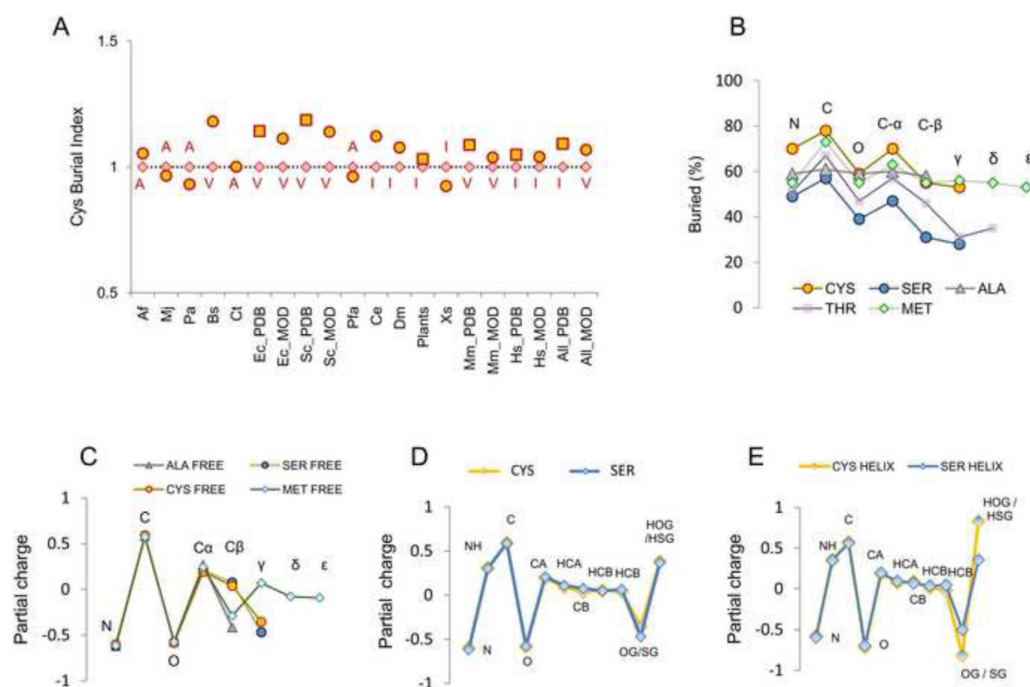 A
1.5
A A A I
1
A V A V V V V I I I V V I I I V
0.5
Cys Burial Index
Af Mj Pa Bs Ct Ec_PDB Ec_MOD Sc_PDB Sc_MOD Pfa Ce Dm Plants Xs Mm_PDB Mm_MOD Hs_PDB Hs_MOD All_PDB All_MOD
B
100
80
60
40
20
0
Buried (%)
N C O C-α C-β γ δ ε
CYS SER ALA
THR MET
C
ALA FREE SER FREE
CYS FREE MET FREE
1
0.5
0
-0.5
-1
Partial charge
N C O Cα Cβ γ δ ε
D
CYS SER
1
0.5
0
-0.5
-1
Partial charge
NH C N O CA HCA CB HCB HCB OG/SG
HOG
/HSG
E
CYS HELIX SER HELIX
1
0.5
0
-0.5
-1
Partial charge
NH C N O CA HCA CB HCB HCB OG / SG
HOG /
HSG